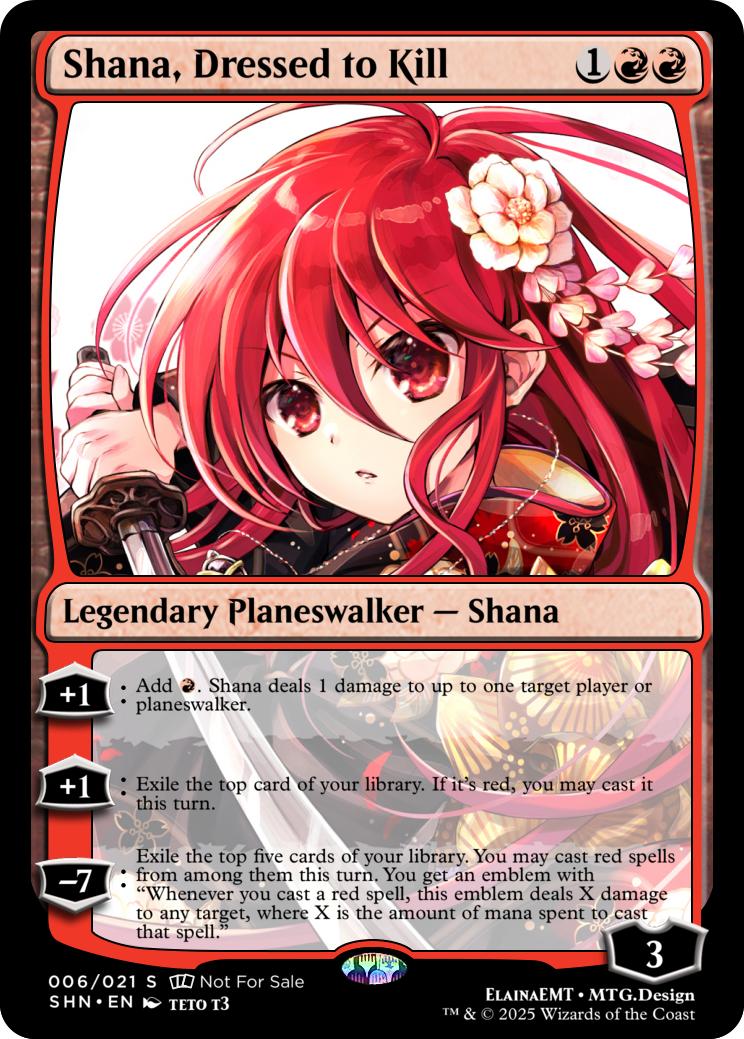 Shana, Dressed to Kill 1
Legendary Planeswalker — Shana
+1 : Add . Shana deals 1 damage to up to one target player or
planeswalker.
+1 : Exile the top card of your library. If it's red, you may cast it
this turn.
Exile the top five cards of your library. You may cast red spells
−7 : from among them this turn. You get an emblem with
“Whenever you cast a red spell, this emblem deals X damage
to any target, where X is the amount of mana spent to cast
that spell.”
3
006/021 S Not For Sale
SHN • EN TETO T3
ElainaEMT • MTG.Design
™ & © 2025 Wizards of the Coast